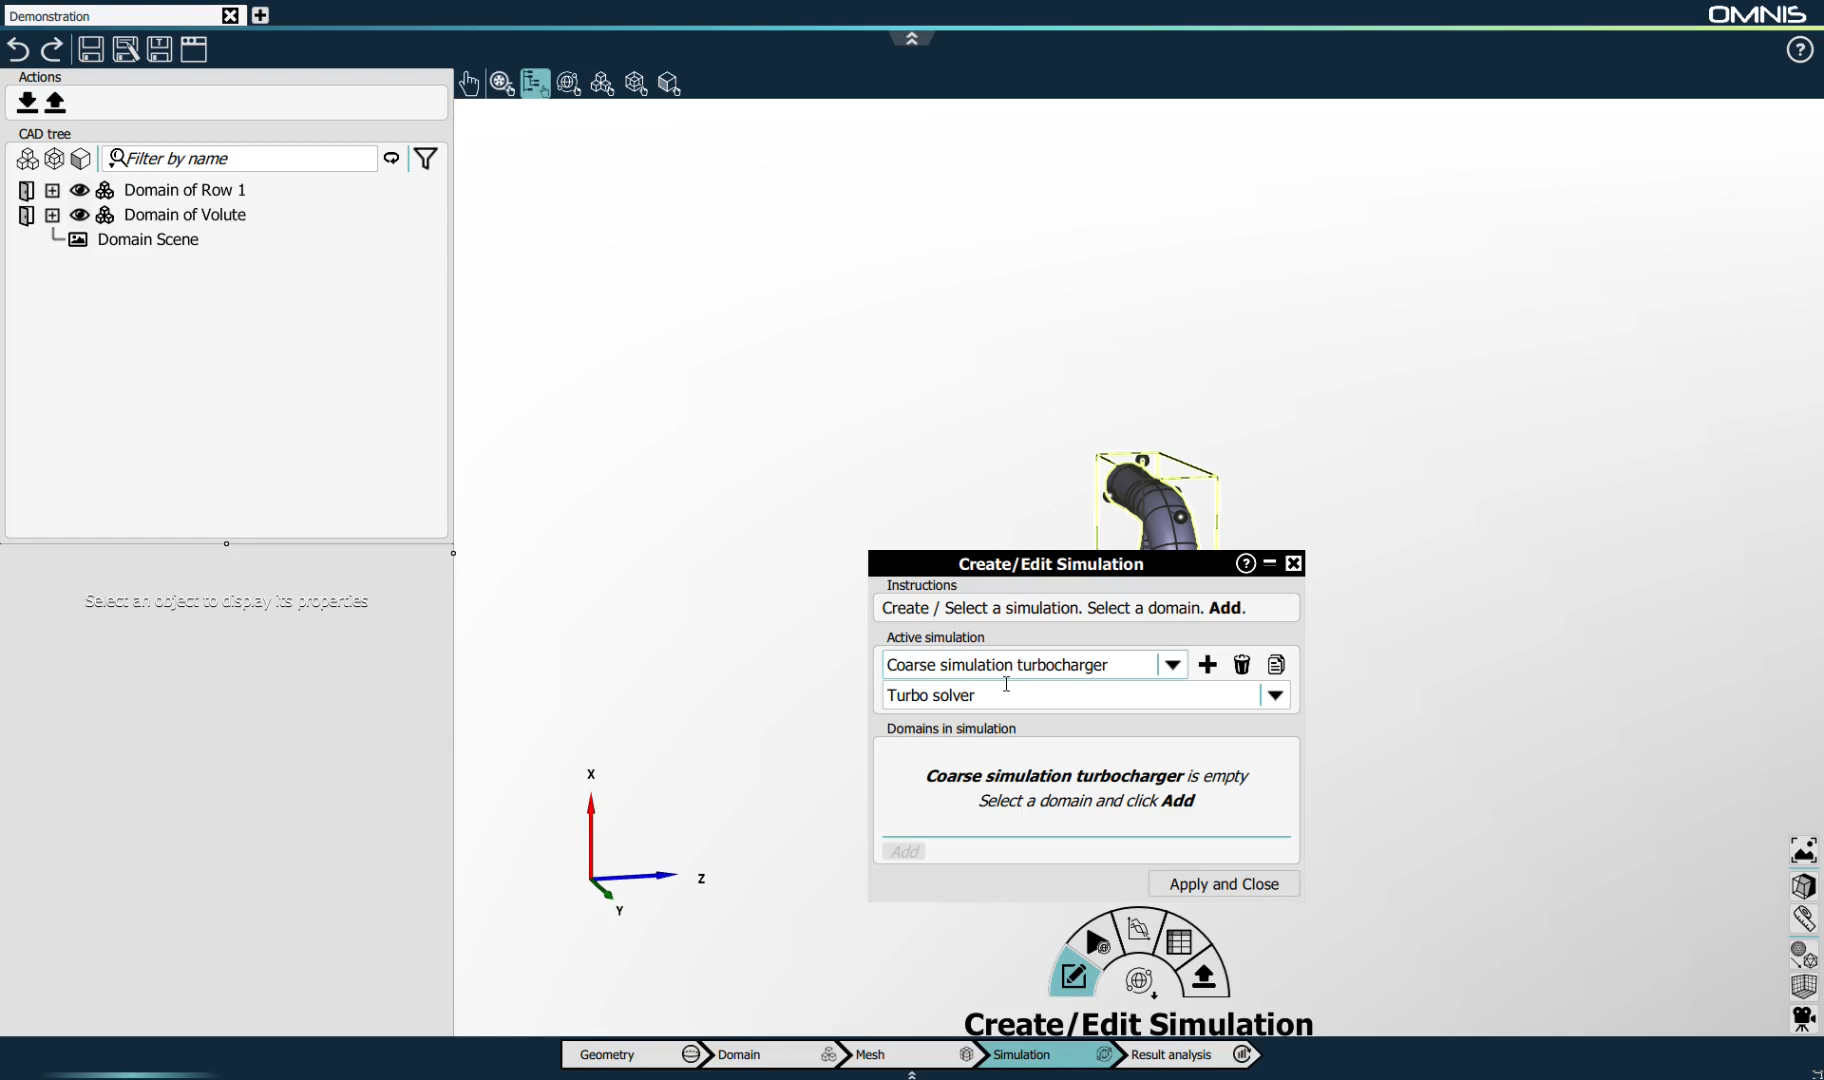 Demonstration
OMNIS
Actions
CAD tree
Filter by name
Domain of Row 1
Domain of Volute
Domain Scene
Select an object to display its properties
Create/Edit Simulation
Instructions
Create / Select a simulation. Select a domain. Add.
Active simulation
Coarse simulation turbocharger
Turbo solver
Domains in simulation
Coarse simulation turbocharger is empty
Select a domain and click Add
Add
Apply and Close
X
Z
Y
Create/Edit Simulation
Geometry
Domain
Mesh
Simulation
Result analysis